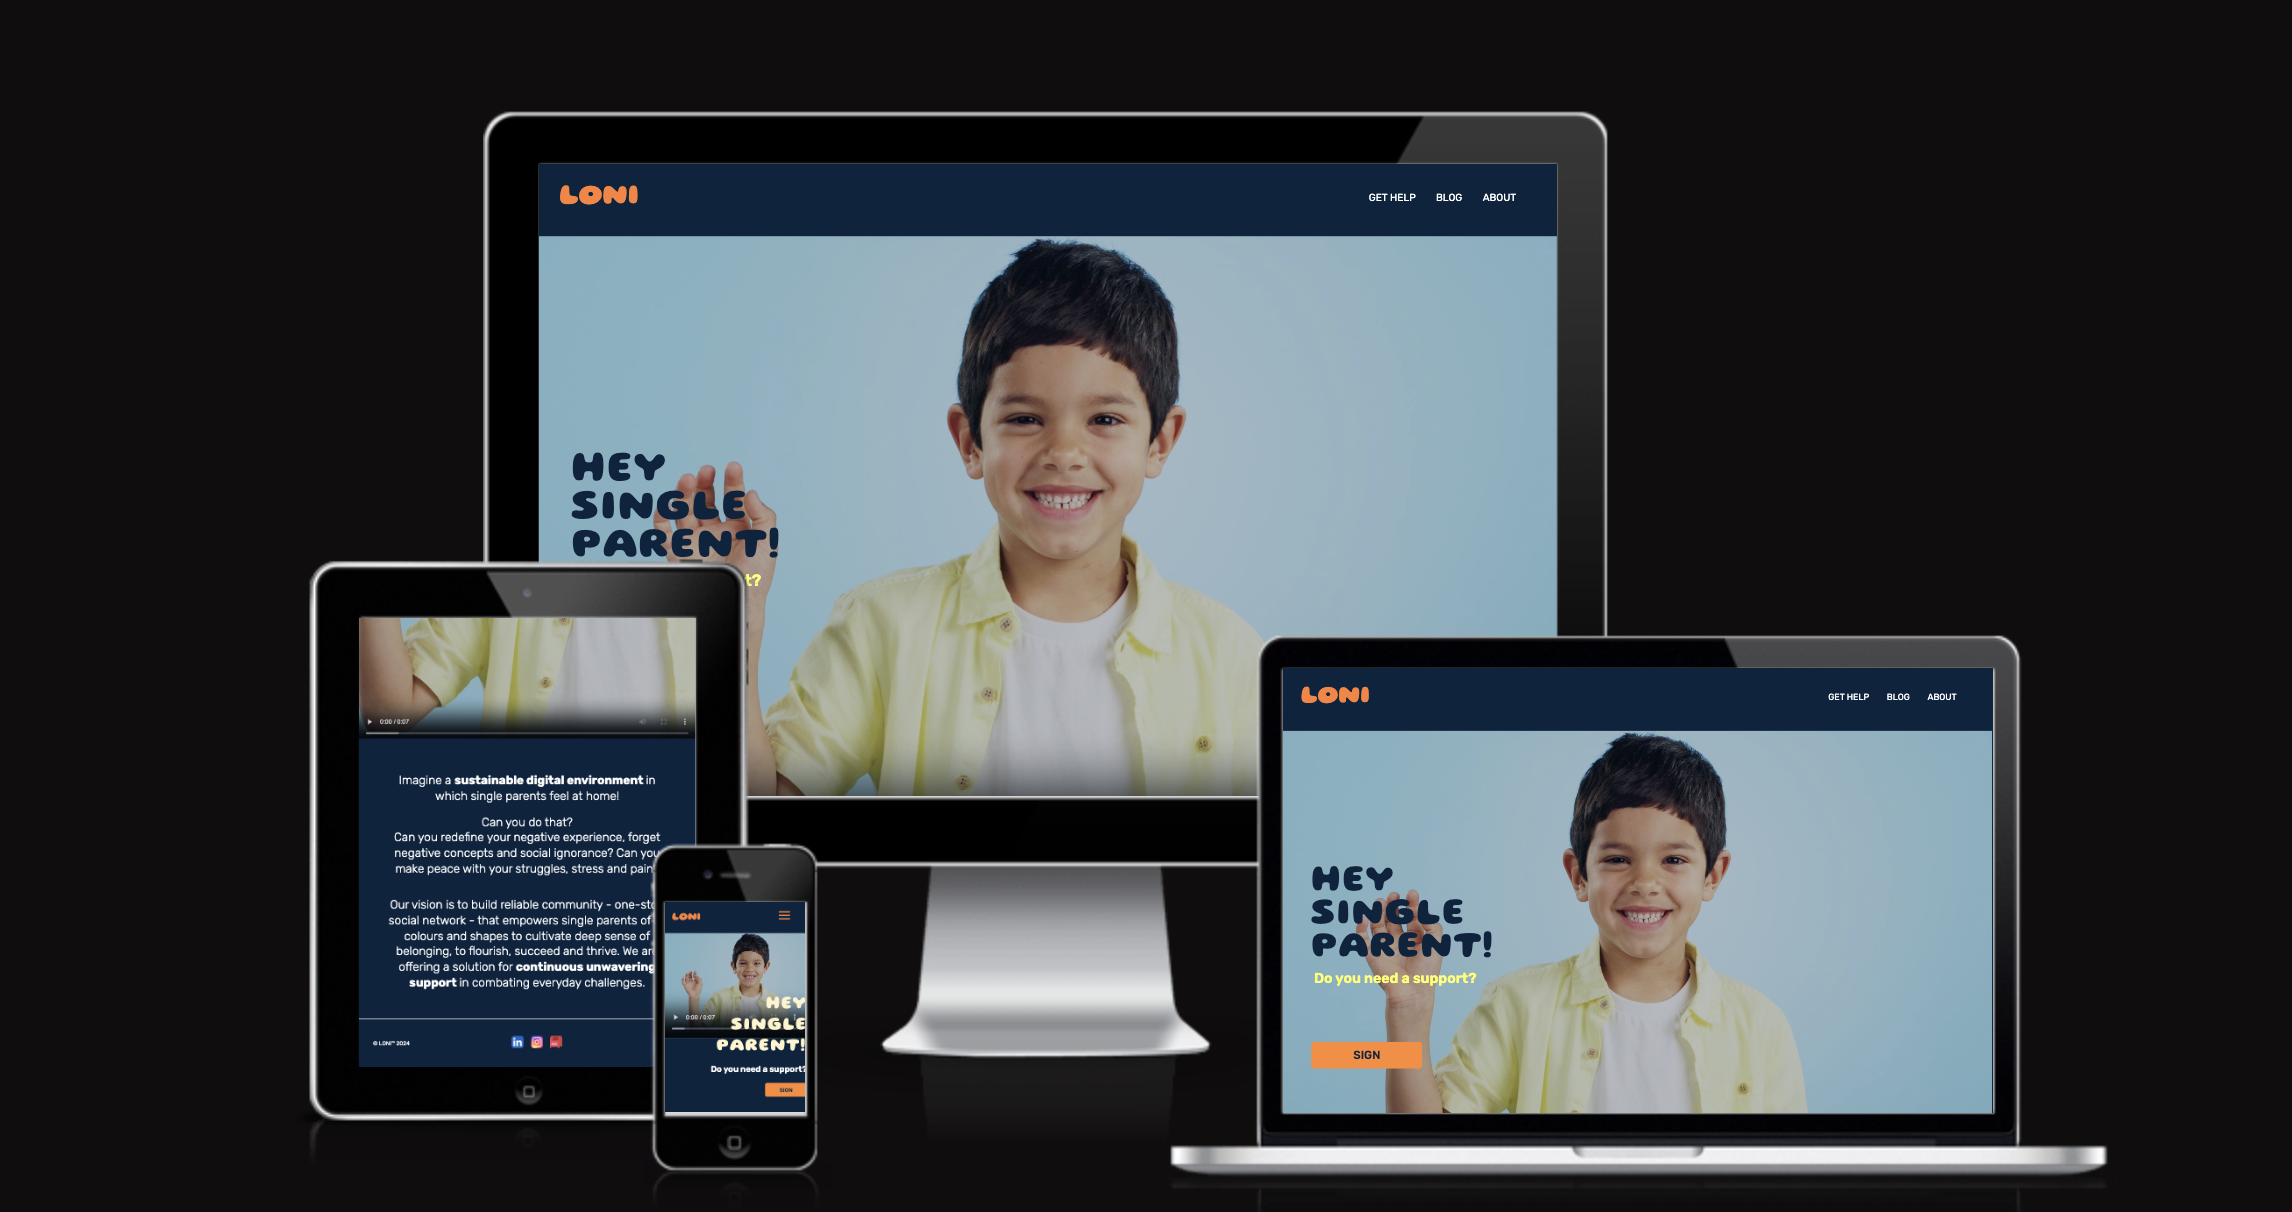 LONI
GET HELP BLOG ABOUT
HEY
SINGLE
PARENT!
t?
0:00 / 0:07
Imagine a sustainable digital environment in
which single parents feel at home!
Can you do that?
Can you redefine your negative experience, forget
negative concepts and social ignorance? Can you
make peace with your struggles, stress and pain
Our vision is to build reliable community - one-sto
social network - that empowers single parents of
colours and shapes to cultivate deep sense of
belonging, to flourish, succeed and thrive. We are
offering a solution for continuous unwavering
support in combating everyday challenges.
© LONI™ 2024
in
LONI
HEY
SINGLE
PARENT!
0:00 / 0:07
Do you need a support?
SIGN
LONI
GET HELP BLOG ABOUT
HEY
SINGLE
PARENT!
Do you need a support?
SIGN